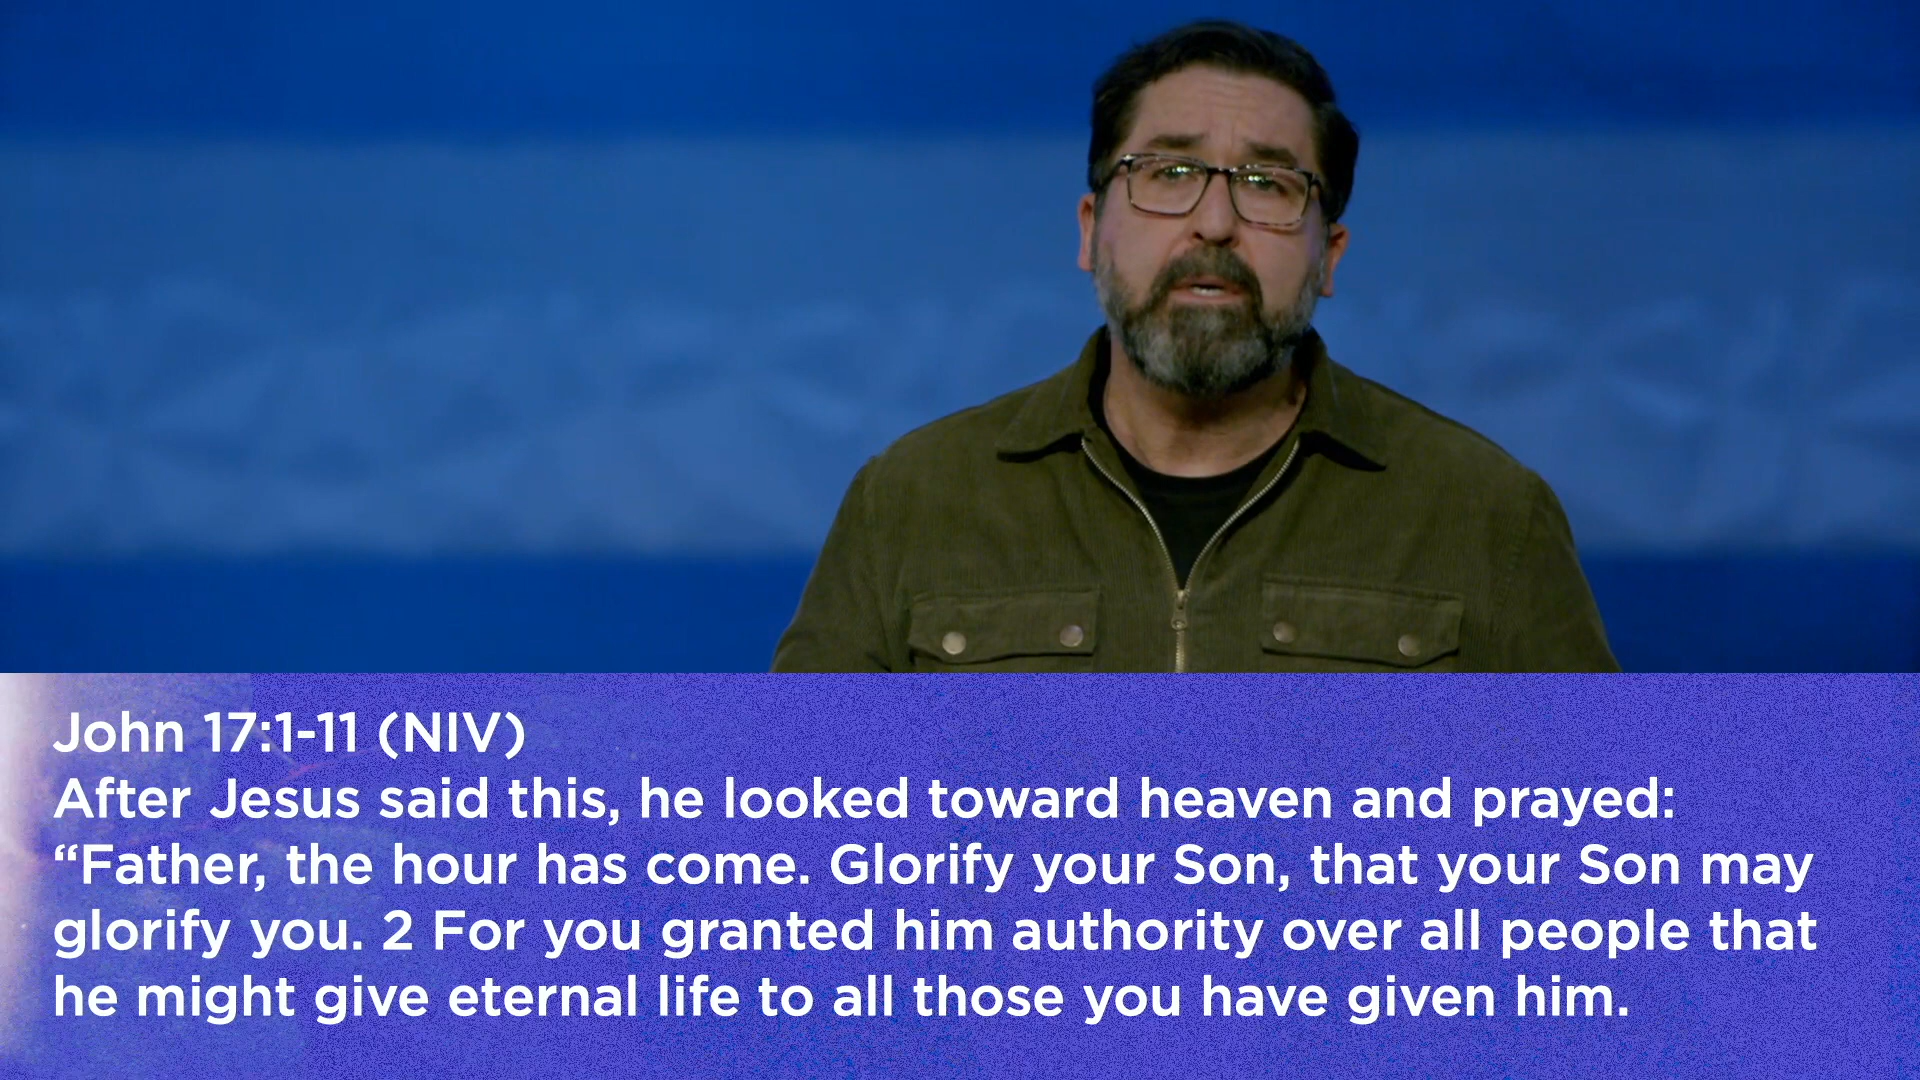 John 17:1-11 (NIV)
After Jesus said this, he looked toward heaven and prayed:
“Father, the hour has come. Glorify your Son, that your Son may
glorify you. 2 For you granted him authority over all people that
he might give eternal life to all those you have given him.